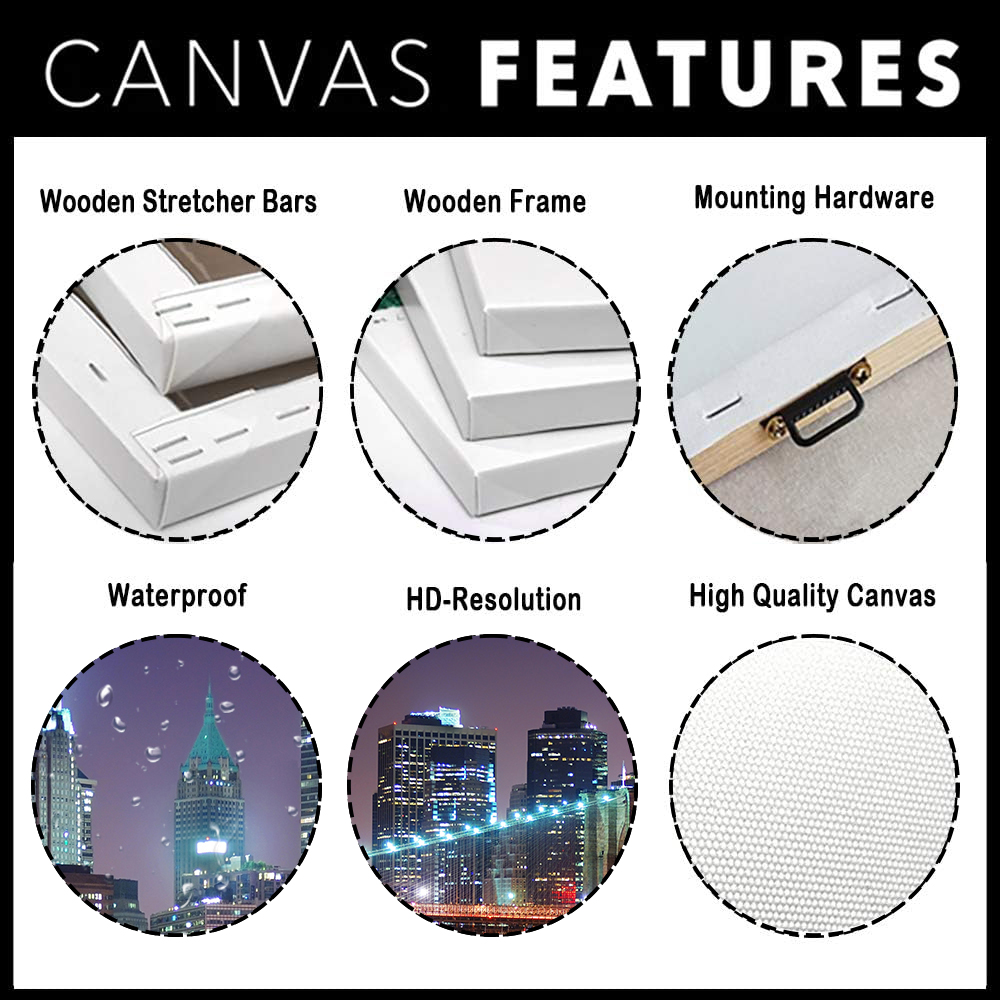 CANVAS FEATURES
Wooden Stretcher Bars
Wooden Frame
Mounting Hardware
Waterproof
HD-Resolution
High Quality Canvas